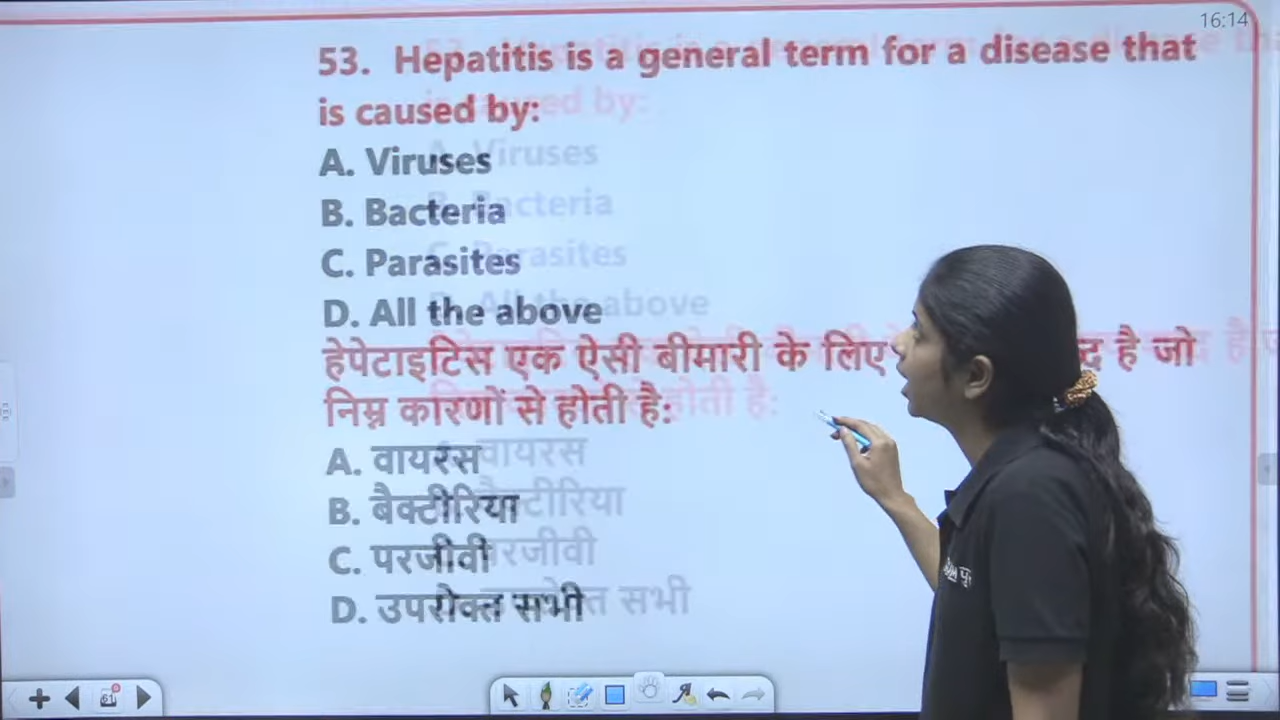 16:14
53. Hepatitis is a general term for a disease that
is caused by:
A. Viruses
B. Bacteria
C. Parasites
D. All the above
हेपेटाइटिस एक ऐसी बीमारी के लिए है जो
निम्न कारणों से होती है:
A. वायरस
B. बैक्टीरिया
C. परजीवी
D. उपरोक्त सभी
61